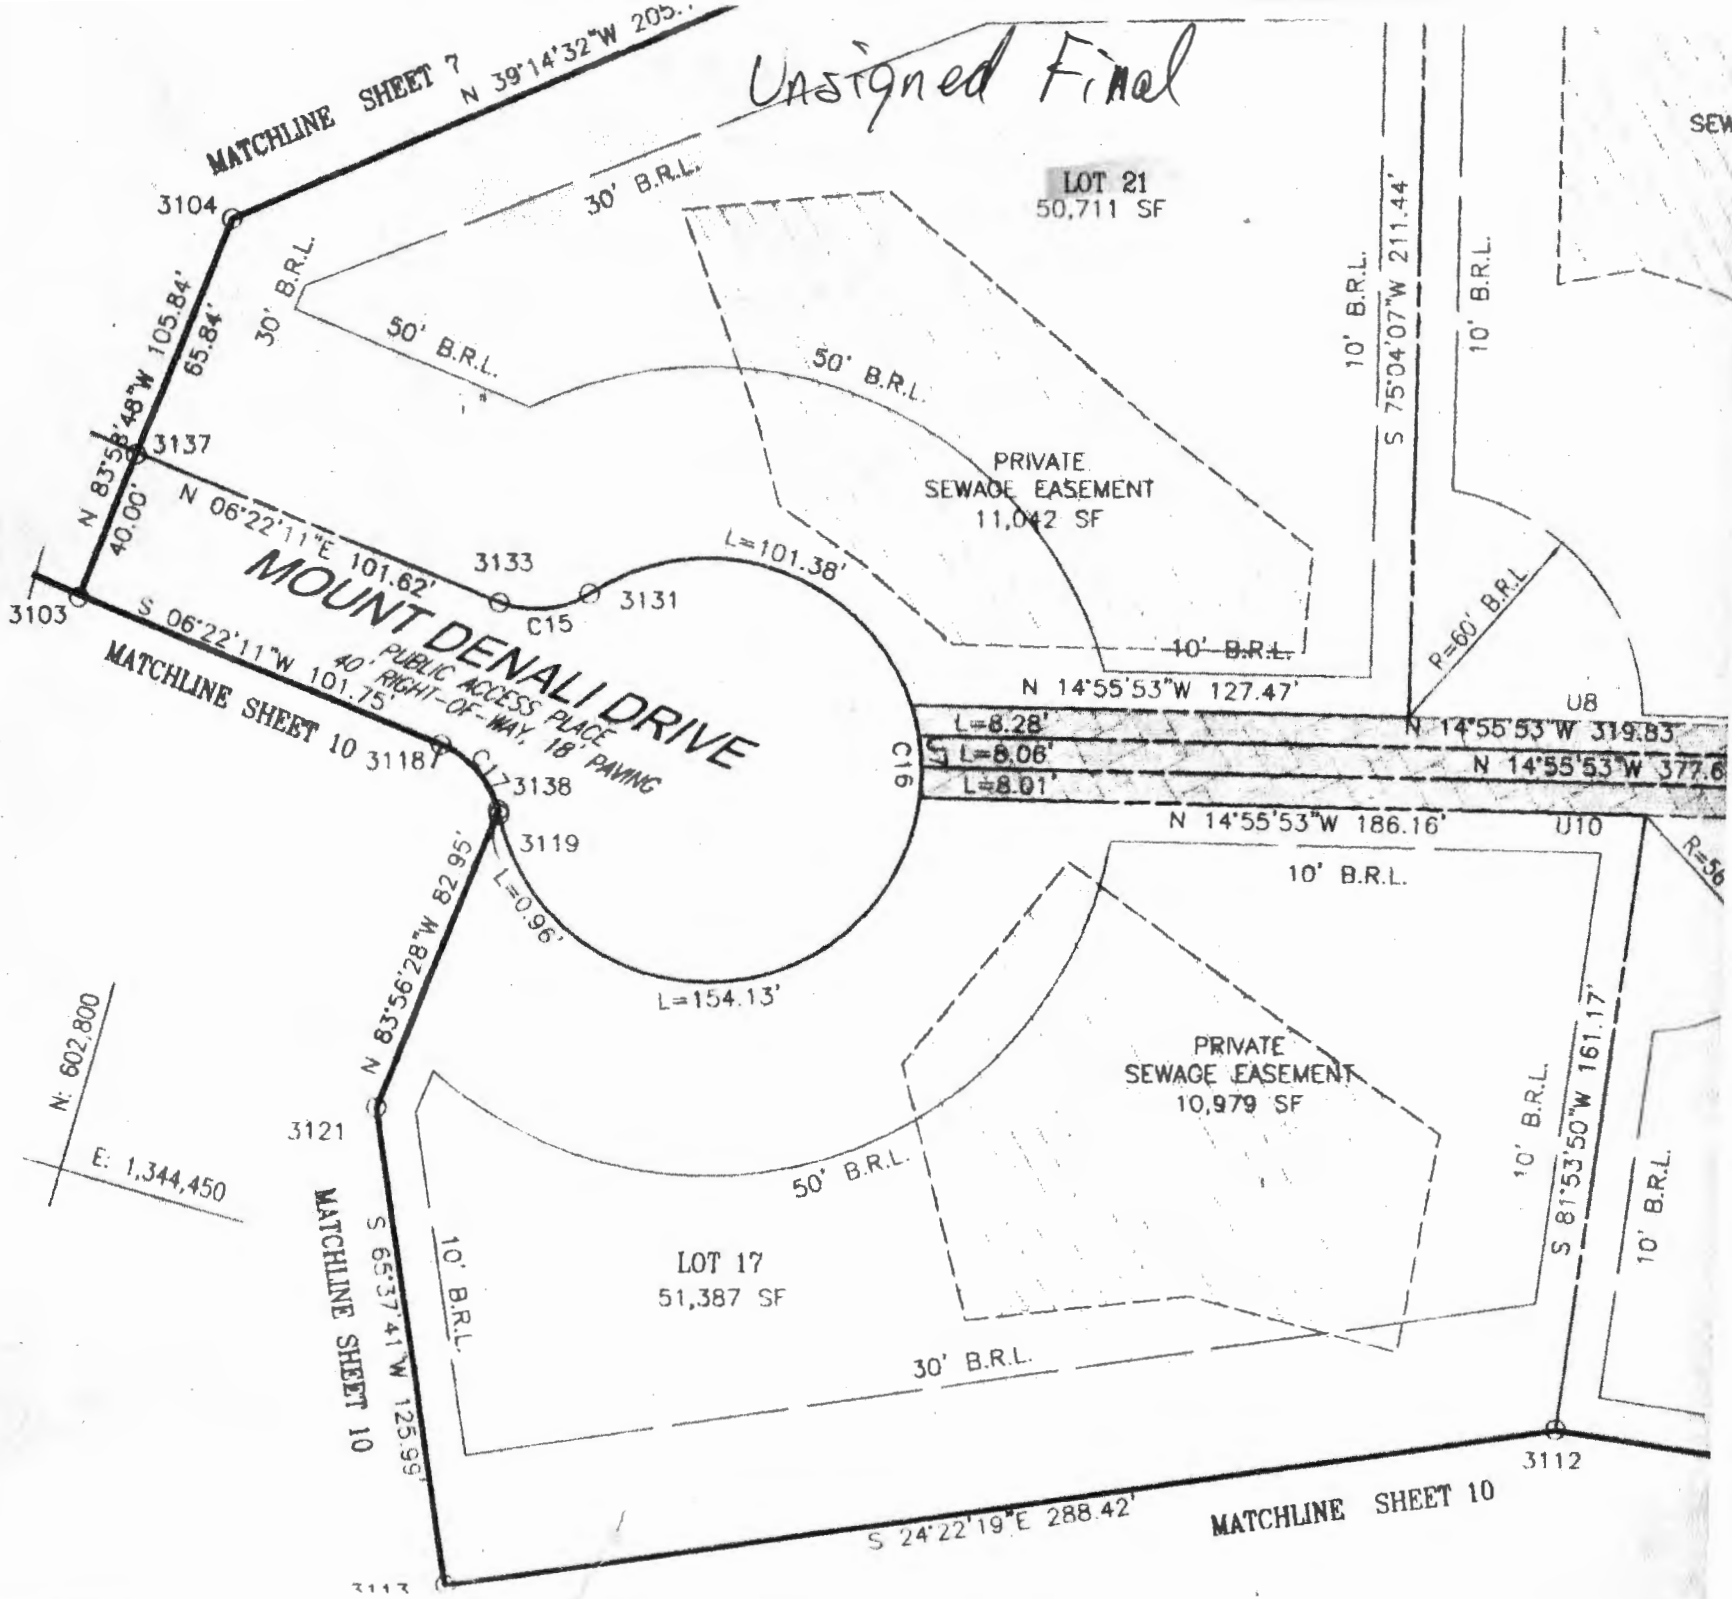 Unsigned Final
MATCHLINE SHEET 7
N 39°14'32"W 205.
3104
30' B.R.L.
LOT 21
50,711 SF
SEW
30' B.R.L.
50' B.R.L.
50' B.R.L.
10' B.R.L.
S 75°04'07"W 211.44'
10' B.R.L.
N 83°58'48"W 105.84'
65.84'
3137
40.00'
N 06°22'11"E 101.62'
3133
C15
3131
L=101.38'
PRIVATE
SEWAGE EASEMENT
11,042 SF
3103
S 06°22'11"W 101.75'
MATCHLINE SHEET 10
MOUNT DENALI DRIVE
PUBLIC ACCESS PLACE
40' RIGHT-OF-WAY, 18' PAVING
3118
C17
3138
3119
10' B.R.L.
N 14°55'53"W 127.47'
R=60' B.R.L
U8
L=8.28'
N 14°55'53"W 319.83'
C16
L=8.06'
N 14°55'53"W 377.6
L=8.01'
N 14°55'53"W 186.16'
U10
R=56
10' B.R.L.
N 83°56'28"W 82.95'
L=0.96'
L=154.13'
N: 602,800
E: 1,344,450
3121
50' B.R.L.
PRIVATE
SEWAGE EASEMENT
10,979 SF
10' B.R.L.
S 81°53'50"W 161.17'
10' B.R.L.
MATCHLINE SHEET 10
S 65°37'41"W 125.99'
10' B.R.L.
LOT 17
51,387 SF
30' B.R.L.
3112
S 24°22'19"E 288.42'
MATCHLINE SHEET 10
3113